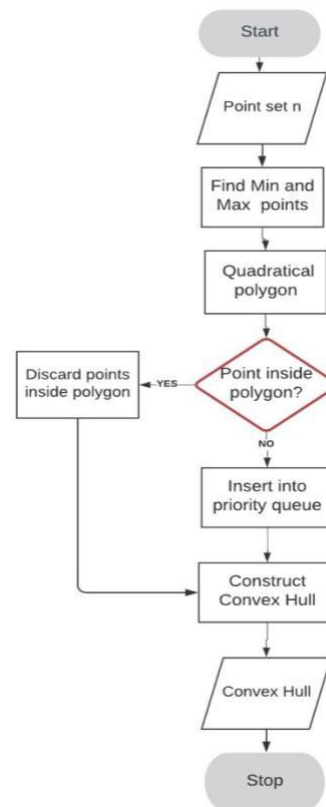 Start
Point set n
Find Min and
Max points
Quadratical
polygon
Point inside
polygon?
YES
Discard points
inside polygon
NO
Insert into
priority queue
Construct
Convex Hull
Convex Hull
Stop